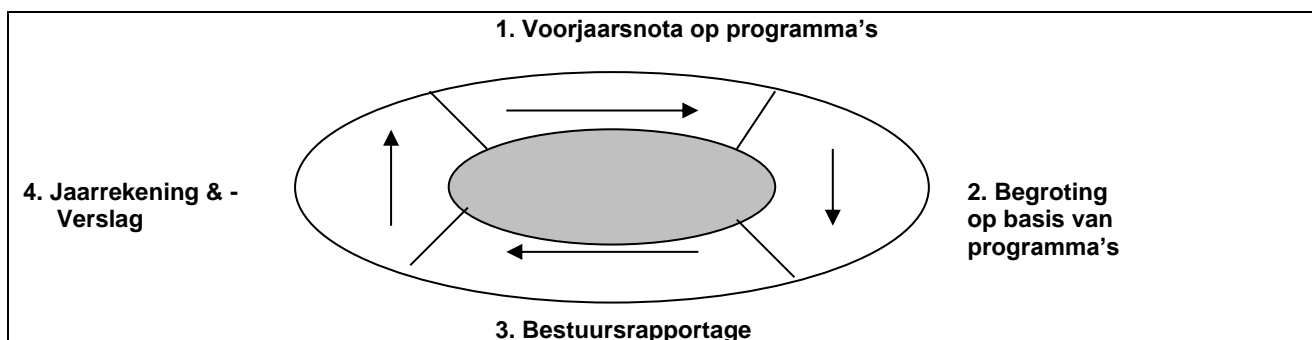 1. Voorjaarsnota op programma’s
4. Jaarrekening & -
Verslag
2. Begroting
op basis van
programma’s
3. Bestuursrapportage